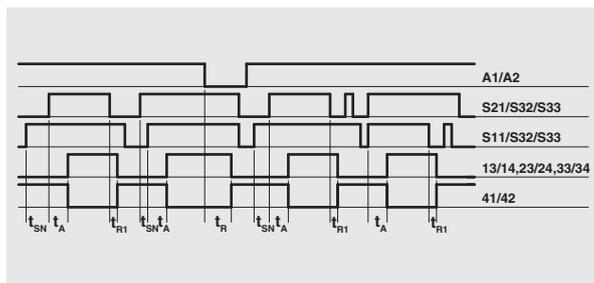 A1/A2
S21/S32/S33
S11/S32/S33
13/14,23/24,33/34
41/42
tSN tA tR1 tSN tA tR tSN tA tR1 tA tR1